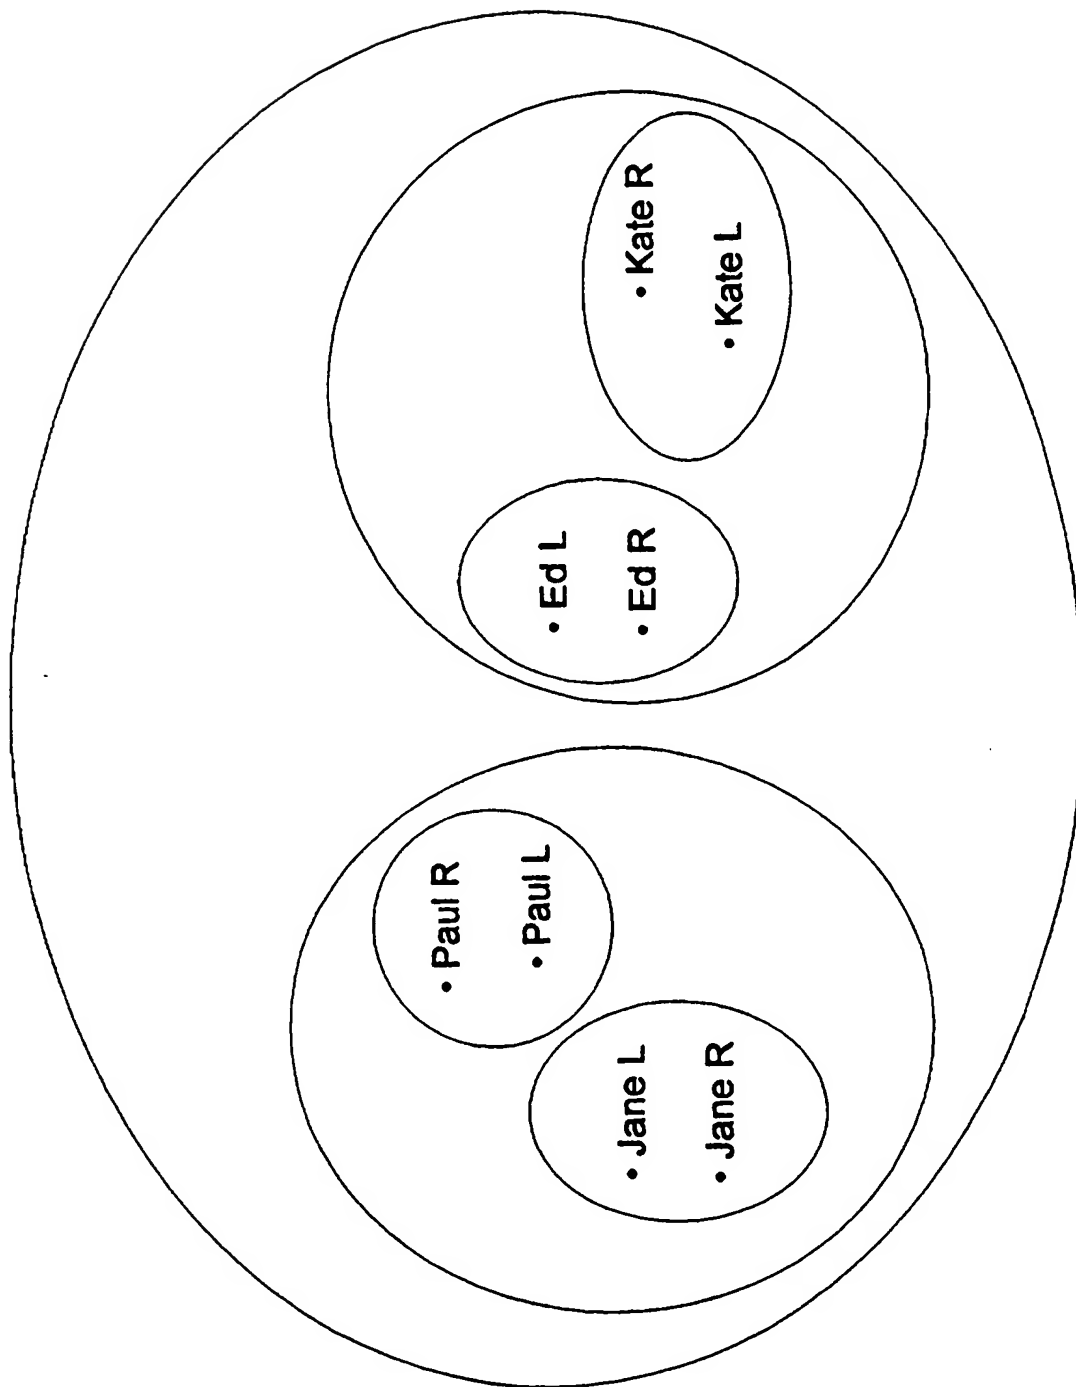 • Paul R
• Paul L
• Jane L
• Jane R
• Ed L
• Ed R
• Kate R
• Kate L